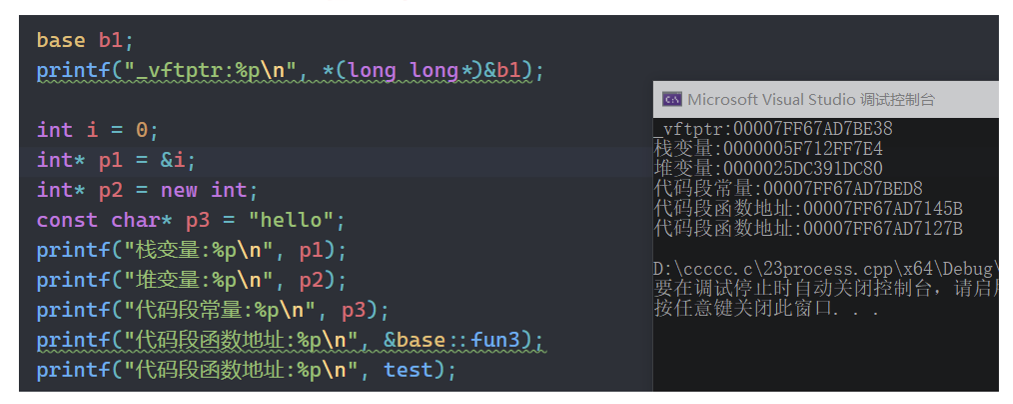 base b1;
printf("_vftptr:%p\n", *(long long*)&b1);
int i = 0;
int* p1 = &i;
int* p2 = new int;
const char* p3 = "hello";
printf("栈变量:%p\n", p1);
printf("堆变量:%p\n", p2);
printf("代码段常量:%p\n", p3);
printf("代码段函数地址:%p\n", &base::fun3);
printf("代码段函数地址:%p\n", test);
Microsoft Visual Studio 调试控制台
_vftptr:00007FF67AD7BE38
栈变量:0000005F712FF7E4
堆变量:0000025DC391DC80
代码段常量:00007FF67AD7BED8
代码段函数地址:00007FF67AD7145B
代码段函数地址:00007FF67AD7127B
D:\ccccc.c\23process.cpp\x64\Debug\
要在调试停止时自动关闭控制台，请启用
按任意键关闭此窗口. . .